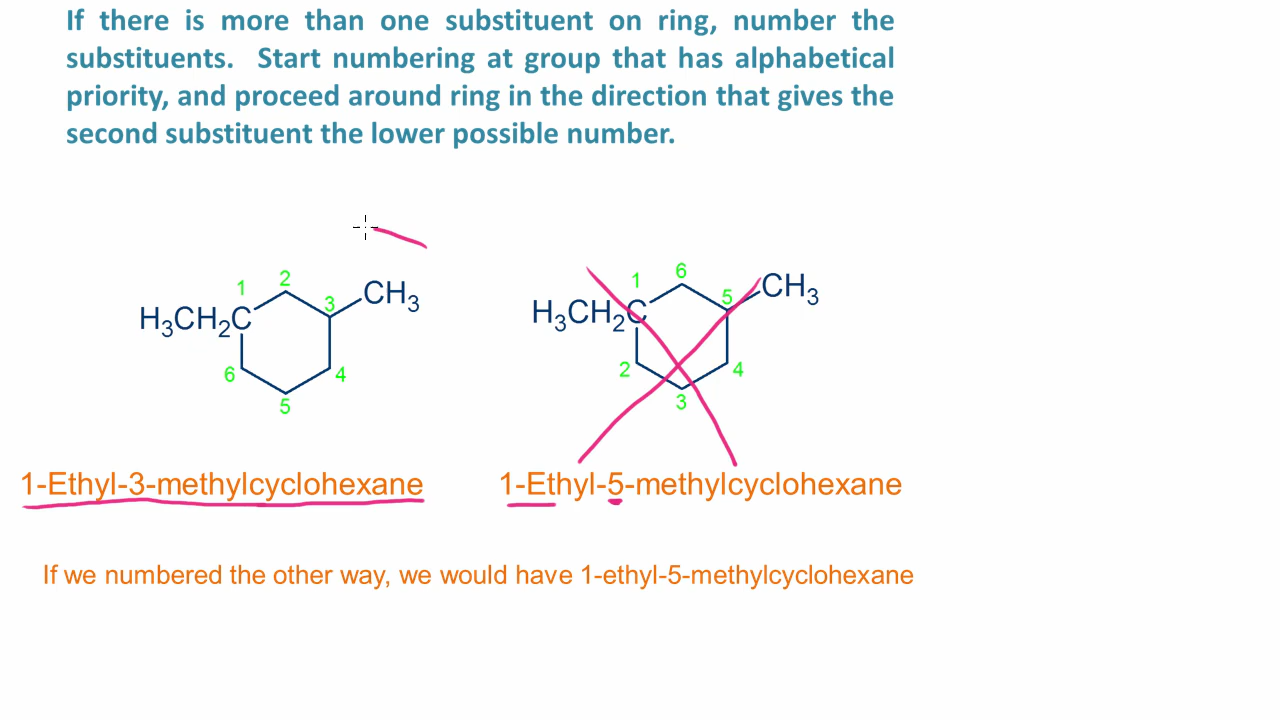 If there is more than one substituent on ring, number the
substituents. Start numbering at group that has alphabetical
priority, and proceed around ring in the direction that gives the
second substituent the lower possible number.
1 2 3 4 5 6
H₃CH₂C CH₃
1 6 5 4 3 2
H₃CH₂C CH₃
1-Ethyl-3-methylcyclohexane
1-Ethyl-5-methylcyclohexane
If we numbered the other way, we would have 1-ethyl-5-methylcyclohexane